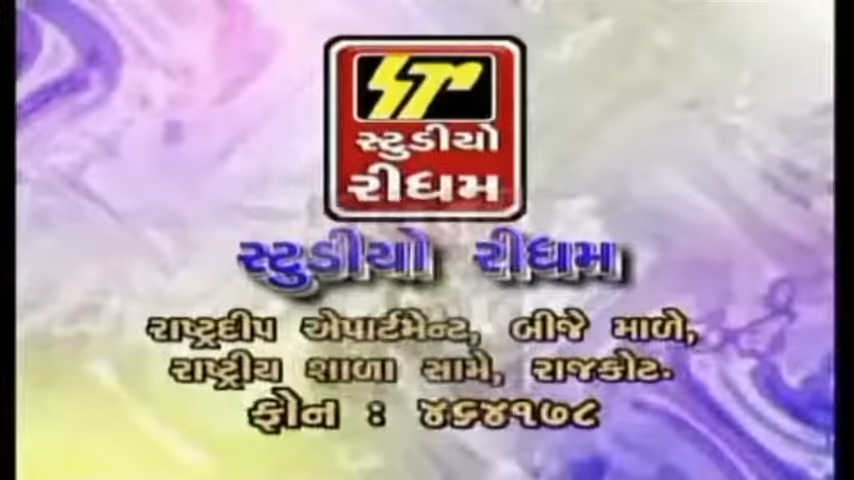 સ્ટુડીયો
રીધમ
સ્ટુડીયો રીધમ
રાષ્ટ્રદીપ એપાર્ટમેન્ટ, બીજે માળે,
રાષ્ટ્રીય શાળા સામે, રાજકોટ.
ફોન : ૪૬૪૧૭૮